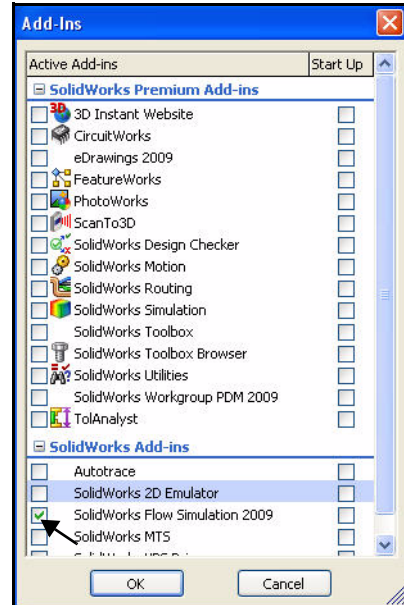 Add-Ins
Active Add-ins Start Up
SolidWorks Premium Add-ins
3D Instant Website
CircuitWorks
eDrawings 2009
FeatureWorks
PhotoWorks
ScanTo3D
SolidWorks Design Checker
SolidWorks Motion
SolidWorks Routing
SolidWorks Simulation
SolidWorks Toolbox
SolidWorks Toolbox Browser
SolidWorks Utilities
SolidWorks Workgroup PDM 2009
TolAnalyst
SolidWorks Add-ins
Autotrace
SolidWorks 2D Emulator
SolidWorks Flow Simulation 2009
SolidWorks MTS
OK Cancel